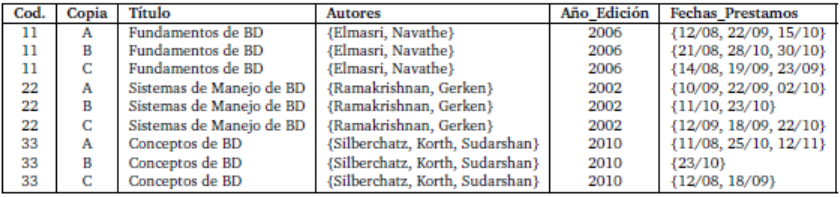 Cod. Copia Título Autores Año_Edición Fechas_Prestamos
11 A Fundamentos de BD {Elmasri, Navathe} 2006 {12/08, 22/09, 15/10}
11 B Fundamentos de BD {Elmasri, Navathe} 2006 {21/08, 28/10, 30/10}
11 C Fundamentos de BD {Elmasri, Navathe} 2006 {14/08, 19/09, 23/09}
22 A Sistemas de Manejo de BD {Ramakrishnan, Gerken} 2002 {10/09, 22/09, 02/10}
22 B Sistemas de Manejo de BD {Ramakrishnan, Gerken} 2002 {11/10, 23/10}
22 C Sistemas de Manejo de BD {Ramakrishnan, Gerken} 2002 {12/09, 18/09, 22/10}
33 A Conceptos de BD {Silberchatz, Korth, Sudarshan} 2010 {11/08, 25/10, 12/11}
33 B Conceptos de BD {Silberchatz, Korth, Sudarshan} 2010 {23/10}
33 C Conceptos de BD {Silberchatz, Korth, Sudarshan} 2010 {12/08, 18/09}